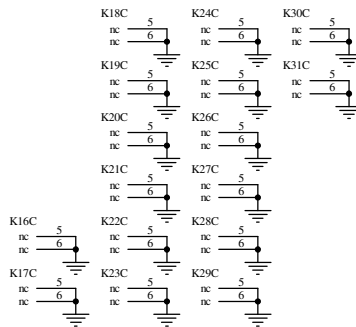 K18C K24C K30C
nc 5 nc 5 nc 5
nc 6 nc 6 nc 6
K19C K25C K31C
nc 5 nc 5 nc 5
nc 6 nc 6 nc 6
K20C K26C
nc 5 nc 5
nc 6 nc 6
K21C K27C
nc 5 nc 5
nc 6 nc 6
K16C K22C K28C
nc 5 nc 5 nc 5
nc 6 nc 6 nc 6
K17C K23C K29C
nc 5 nc 5 nc 5
nc 6 nc 6 nc 6